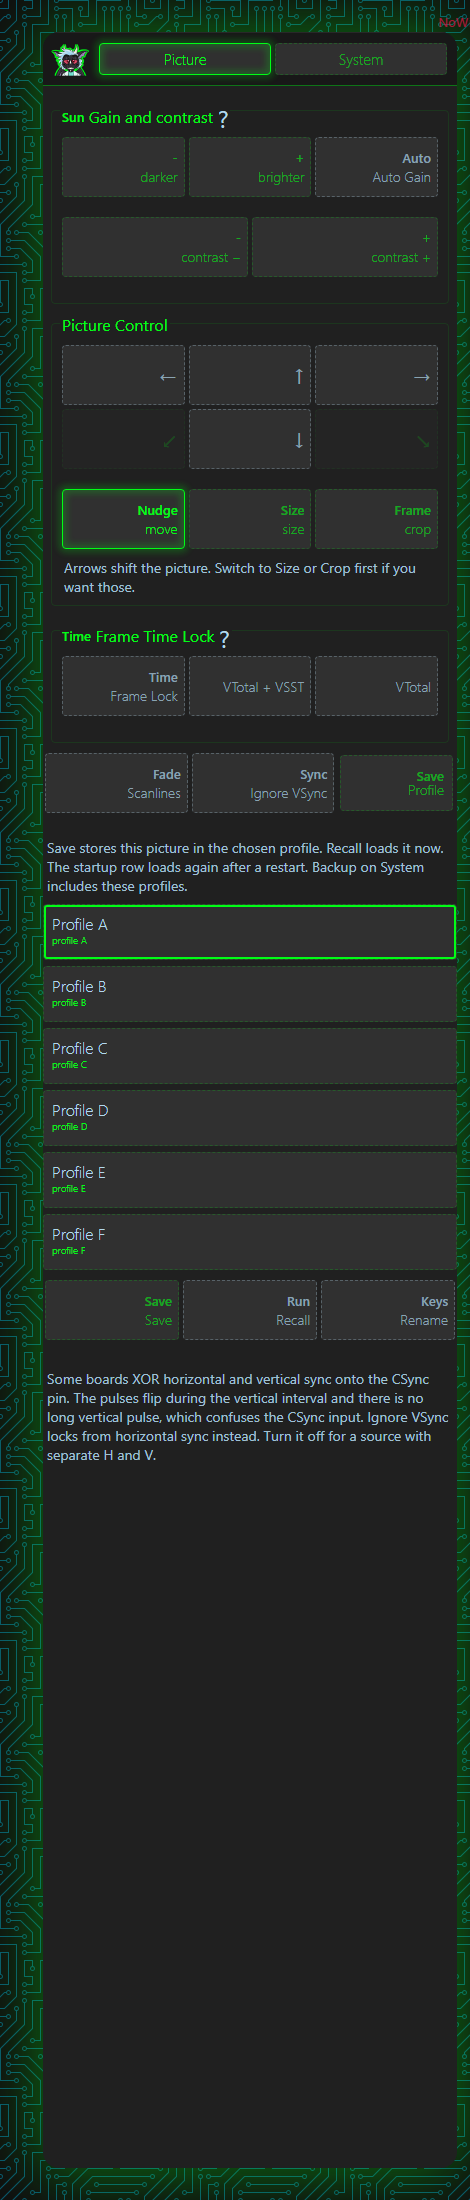 NoW
Picture
System
Sun Gain and contrast ?
-
darker
+
brighter
Auto
Auto Gain
-
contrast −
+
contrast +
Picture Control
←
↑
→
↙
↓
↘
Nudge
move
Size
size
Frame
crop
Arrows shift the picture. Switch to Size or Crop first if you
want those.
Time Frame Time Lock ?
Time
Frame Lock
VTotal + VSST
VTotal
Fade
Scanlines
Sync
Ignore VSync
Save
Profile
Save stores this picture in the chosen profile. Recall loads it now.
The startup row loads again after a restart. Backup on System
includes these profiles.
Profile A
profile A
Profile B
profile B
Profile C
profile C
Profile D
profile D
Profile E
profile E
Profile F
profile F
Save
Save
Run
Recall
Keys
Rename
Some boards XOR horizontal and vertical sync onto the CSync
pin. The pulses flip during the vertical interval and there is no
long vertical pulse, which confuses the CSync input. Ignore VSync
locks from horizontal sync instead. Turn it off for a source with
separate H and V.